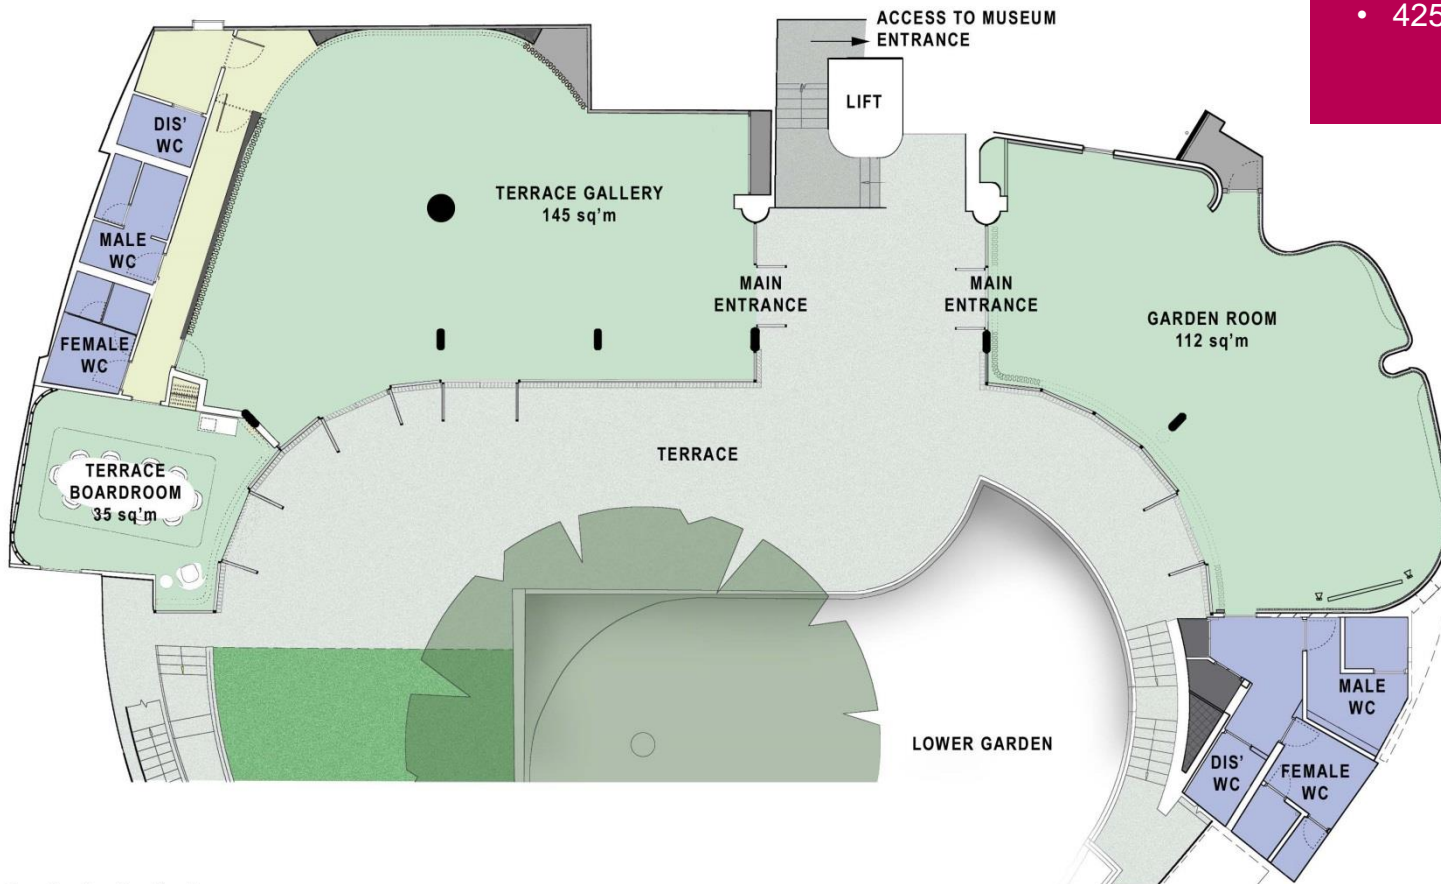 ACCESS TO MUSEUM
ENTRANCE
• 425
LIFT
DIS'
WC
TERRACE GALLERY
145 sq'm
MALE
WC
MAIN
ENTRANCE
MAIN
ENTRANCE
GARDEN ROOM
112 sq'm
FEMALE
WC
TERRACE
TERRACE
BOARDROOM
35 sq'm
LOWER GARDEN
MALE
WC
DIS'
WC
FEMALE
WC